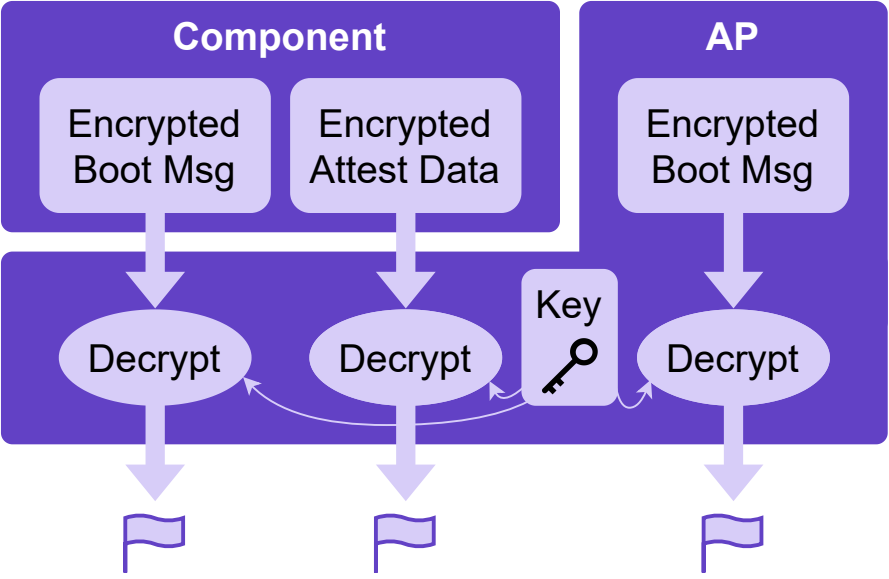 Component
AP
Encrypted
Boot Msg
Encrypted
Attest Data
Encrypted
Boot Msg
Key
Decrypt
Decrypt
Decrypt